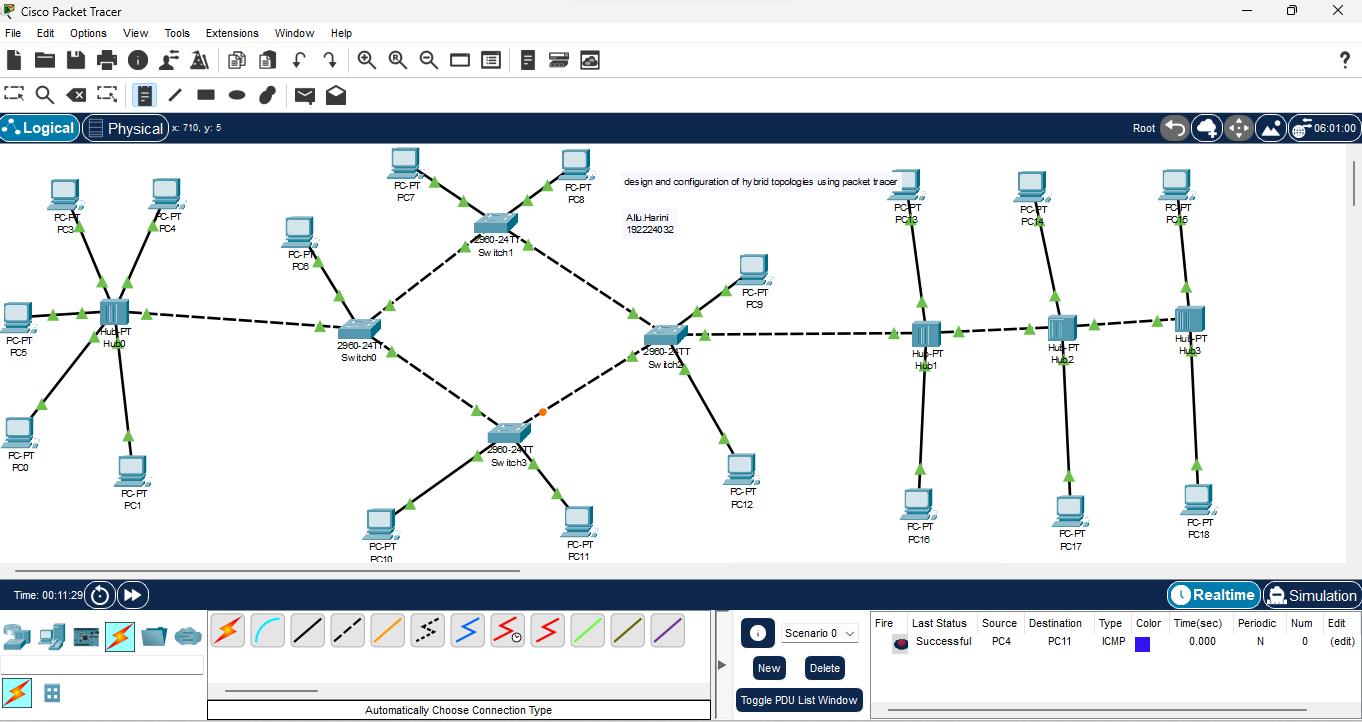 Cisco Packet Tracer
File Edit Options View Tools Extensions Window Help
?
Logical Physical x: 710, y: 5 Root 06:01:00
PC-PT
PC3
PC-PT
PC4
PC-PT
PC5
Hub-PT
Hub0
PC-PT
PC0
PC-PT
PC1
PC-PT
PC6
PC-PT
PC7
PC-PT
PC8
2960-24TT
Switch1
2960-24TT
Switch0
design and configuration of hybrid topologies using packet tracer
Allu.Harini
192224032
PC-PT
PC9
2960-24TT
Switch2
2960-24TT
Switch3
PC-PT
PC10
PC-PT
PC11
PC-PT
PC12
PC-PT
PC13
PC-PT
PC14
PC-PT
PC15
Hub-PT
Hub1
Hub-PT
Hub2
Hub-PT
Hub3
PC-PT
PC16
PC-PT
PC17
PC-PT
PC18
Time: 00:11:29 Realtime Simulation
Scenario 0
New Delete
Toggle PDU List Window
Fire Last Status Source Destination Type Color Time(sec) Periodic Num Edit
Successful PC4 PC11 ICMP 0.000 N 0 (edit)
Automatically Choose Connection Type